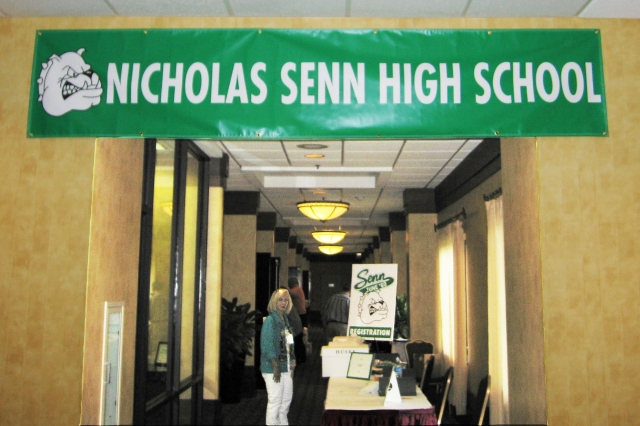 NICHOLAS SENN HIGH SCHOOL
Senn
REGISTRATION